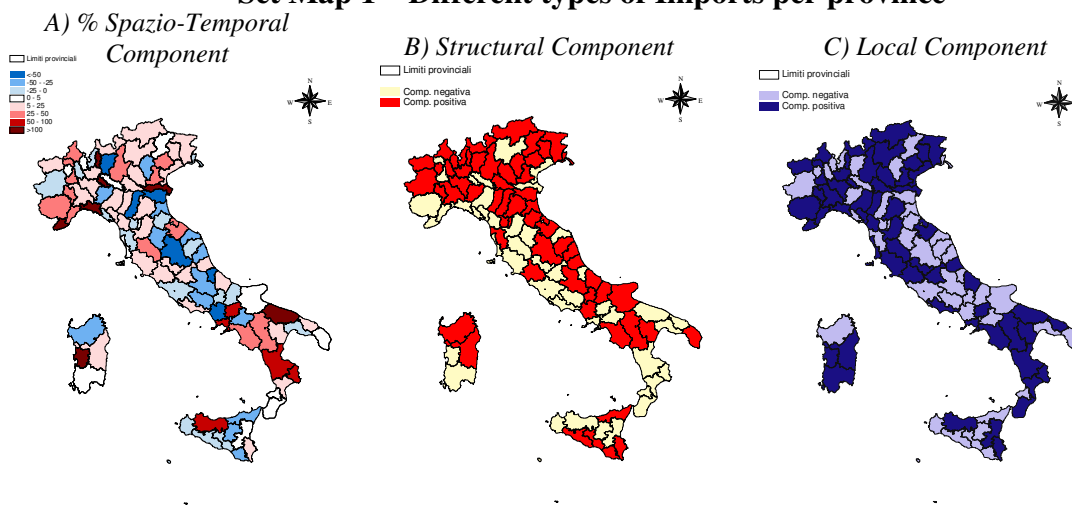 Set Map 1 – Different types of Imports per province
A) % Spazio-Temporal
Component
Limiti provinciali
<-50
-50 - -25
-25 - 0
0 - 5
5 - 25
25 - 50
50 - 100
>100
N
W E
S
B) Structural Component
Limiti provinciali
Comp. negativa
Comp. positiva
N
W E
S
C) Local Component
Limiti provinciali
Comp. negativa
Comp. positiva
N
W
S